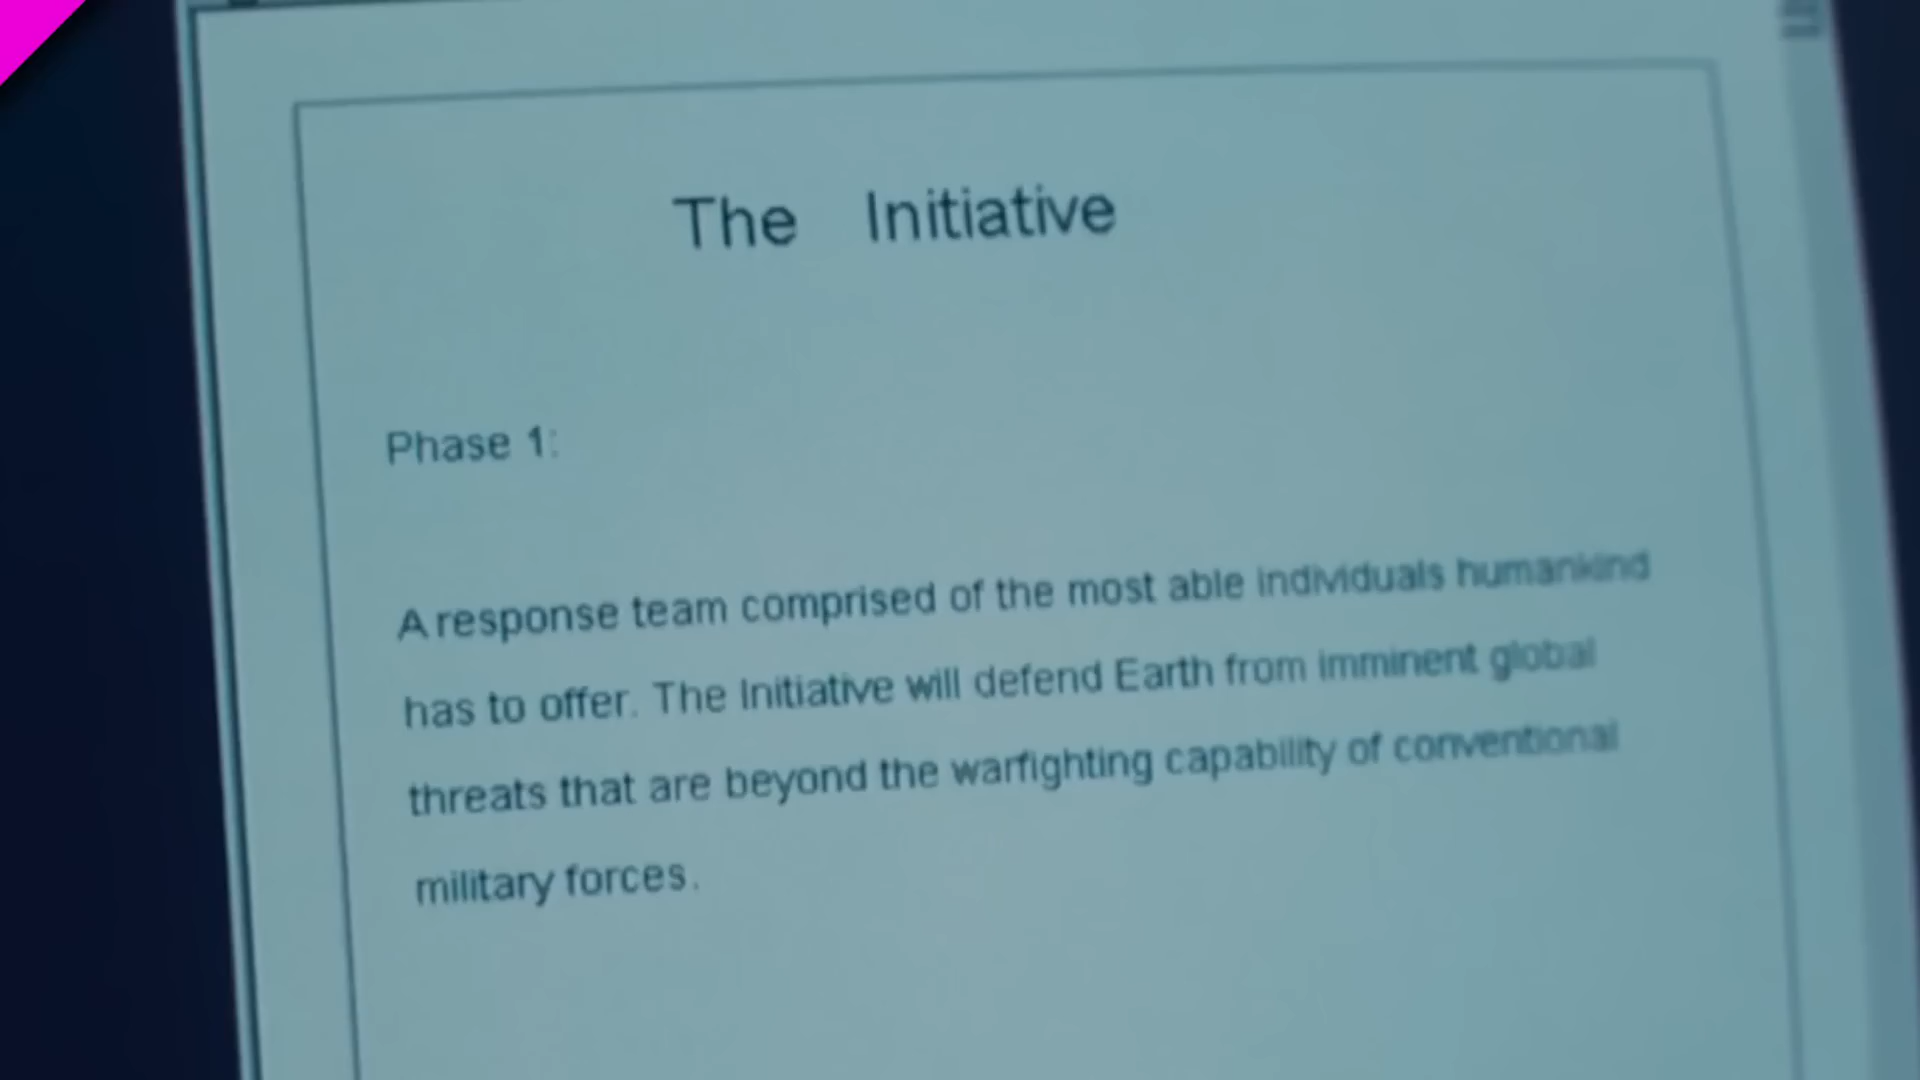 The Initiative
Phase 1:
A response team comprised of the most able individuals humankind
has to offer. The Initiative will defend Earth from imminent global
threats that are beyond the warfighting capability of conventional
military forces.